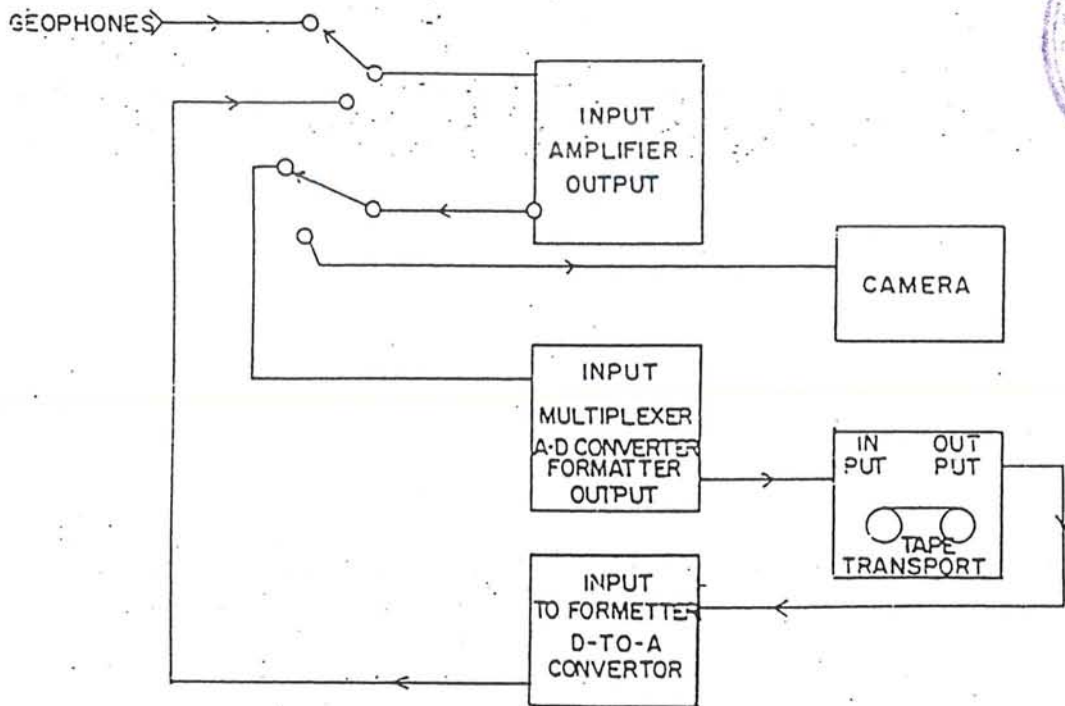 GEOPHONES
INPUT
AMPLIFIER
OUTPUT
CAMERA
INPUT
MULTIPLEXER
A-D CONVERTER
FORMATTER
OUTPUT
IN OUT
PUT PUT
TAPE
TRANSPORT
INPUT
TO FORMETTER
D-TO-A
CONVERTOR